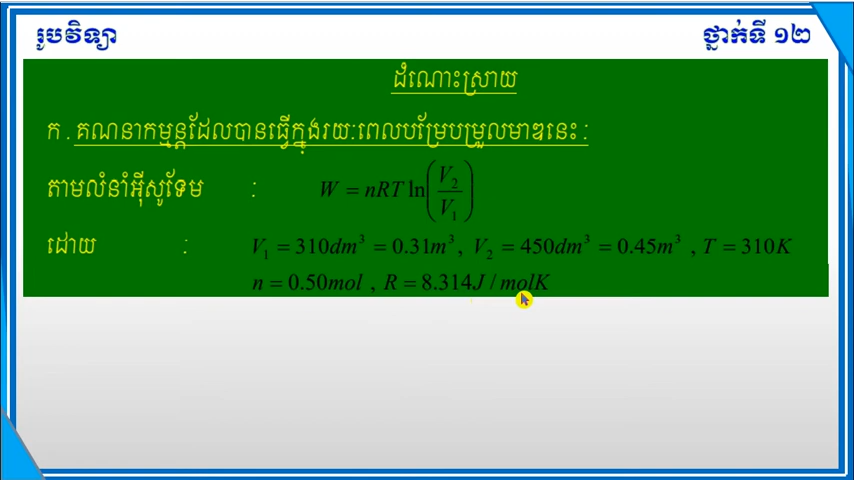 រូបវិទ្យា
ថ្នាក់ទី ១២
ដំណោះស្រាយ
ក . គណនាកម្មន្តដែលបានធ្វើក្នុងរយៈពេលបម្រែបម្រួលមាឌនេះ :
តាមលំនាំអ៊ីសូទែម : W = nRT ln(V₂/V₁)
ដោយ : V₁ = 310dm³ = 0.31m³, V₂ = 450dm³ = 0.45m³ , T = 310K
n = 0.50mol , R = 8.314J / molK